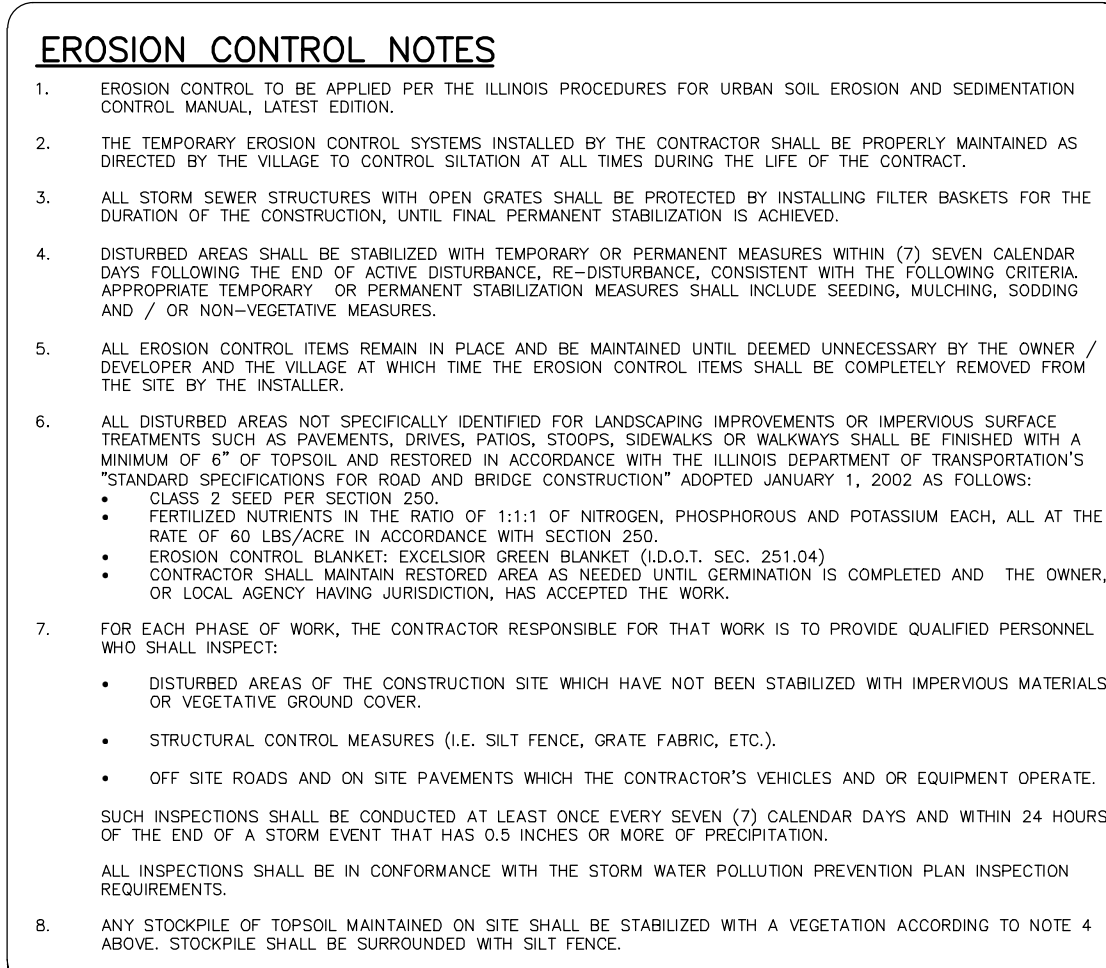 EROSION CONTROL NOTES
1. EROSION CONTROL TO BE APPLIED PER THE ILLINOIS PROCEDURES FOR URBAN SOIL EROSION AND SEDIMENTATION
CONTROL MANUAL, LATEST EDITION.
2. THE TEMPORARY EROSION CONTROL SYSTEMS INSTALLED BY THE CONTRACTOR SHALL BE PROPERLY MAINTAINED AS
DIRECTED BY THE VILLAGE TO CONTROL SILTATION AT ALL TIMES DURING THE LIFE OF THE CONTRACT.
3. ALL STORM SEWER STRUCTURES WITH OPEN GRATES SHALL BE PROTECTED BY INSTALLING FILTER BASKETS FOR THE
DURATION OF THE CONSTRUCTION, UNTIL FINAL PERMANENT STABILIZATION IS ACHIEVED.
4. DISTURBED AREAS SHALL BE STABILIZED WITH TEMPORARY OR PERMANENT MEASURES WITHIN (7) SEVEN CALENDAR
DAYS FOLLOWING THE END OF ACTIVE DISTURBANCE, RE-DISTURBANCE, CONSISTENT WITH THE FOLLOWING CRITERIA.
APPROPRIATE TEMPORARY OR PERMANENT STABILIZATION MEASURES SHALL INCLUDE SEEDING, MULCHING, SODDING
AND / OR NON-VEGETATIVE MEASURES.
5. ALL EROSION CONTROL ITEMS REMAIN IN PLACE AND BE MAINTAINED UNTIL DEEMED UNNECESSARY BY THE OWNER /
DEVELOPER AND THE VILLAGE AT WHICH TIME THE EROSION CONTROL ITEMS SHALL BE COMPLETELY REMOVED FROM
THE SITE BY THE INSTALLER.
6. ALL DISTURBED AREAS NOT SPECIFICALLY IDENTIFIED FOR LANDSCAPING IMPROVEMENTS OR IMPERVIOUS SURFACE
TREATMENTS SUCH AS PAVEMENTS, DRIVES, PATIOS, STOOPS, SIDEWALKS OR WALKWAYS SHALL BE FINISHED WITH A
MINIMUM OF 6" OF TOPSOIL AND RESTORED IN ACCORDANCE WITH THE ILLINOIS DEPARTMENT OF TRANSPORTATION'S
"STANDARD SPECIFICATIONS FOR ROAD AND BRIDGE CONSTRUCTION" ADOPTED JANUARY 1, 2002 AS FOLLOWS:
• CLASS 2 SEED PER SECTION 250.
• FERTILIZED NUTRIENTS IN THE RATIO OF 1:1:1 OF NITROGEN, PHOSPHOROUS AND POTASSIUM EACH, ALL AT THE
RATE OF 60 LBS/ACRE IN ACCORDANCE WITH SECTION 250.
• EROSION CONTROL BLANKET: EXCELSIOR GREEN BLANKET (I.D.O.T. SEC. 251.04)
• CONTRACTOR SHALL MAINTAIN RESTORED AREA AS NEEDED UNTIL GERMINATION IS COMPLETED AND THE OWNER,
OR LOCAL AGENCY HAVING JURISDICTION, HAS ACCEPTED THE WORK.
7. FOR EACH PHASE OF WORK, THE CONTRACTOR RESPONSIBLE FOR THAT WORK IS TO PROVIDE QUALIFIED PERSONNEL
WHO SHALL INSPECT:
• DISTURBED AREAS OF THE CONSTRUCTION SITE WHICH HAVE NOT BEEN STABILIZED WITH IMPERVIOUS MATERIALS
OR VEGETATIVE GROUND COVER.
• STRUCTURAL CONTROL MEASURES (I.E. SILT FENCE, GRATE FABRIC, ETC.).
• OFF SITE ROADS AND ON SITE PAVEMENTS WHICH THE CONTRACTOR'S VEHICLES AND OR EQUIPMENT OPERATE.
SUCH INSPECTIONS SHALL BE CONDUCTED AT LEAST ONCE EVERY SEVEN (7) CALENDAR DAYS AND WITHIN 24 HOURS
OF THE END OF A STORM EVENT THAT HAS 0.5 INCHES OR MORE OF PRECIPITATION.
ALL INSPECTIONS SHALL BE IN CONFORMANCE WITH THE STORM WATER POLLUTION PREVENTION PLAN INSPECTION
REQUIREMENTS.
8. ANY STOCKPILE OF TOPSOIL MAINTAINED ON SITE SHALL BE STABILIZED WITH A VEGETATION ACCORDING TO NOTE 4
ABOVE. STOCKPILE SHALL BE SURROUNDED WITH SILT FENCE.